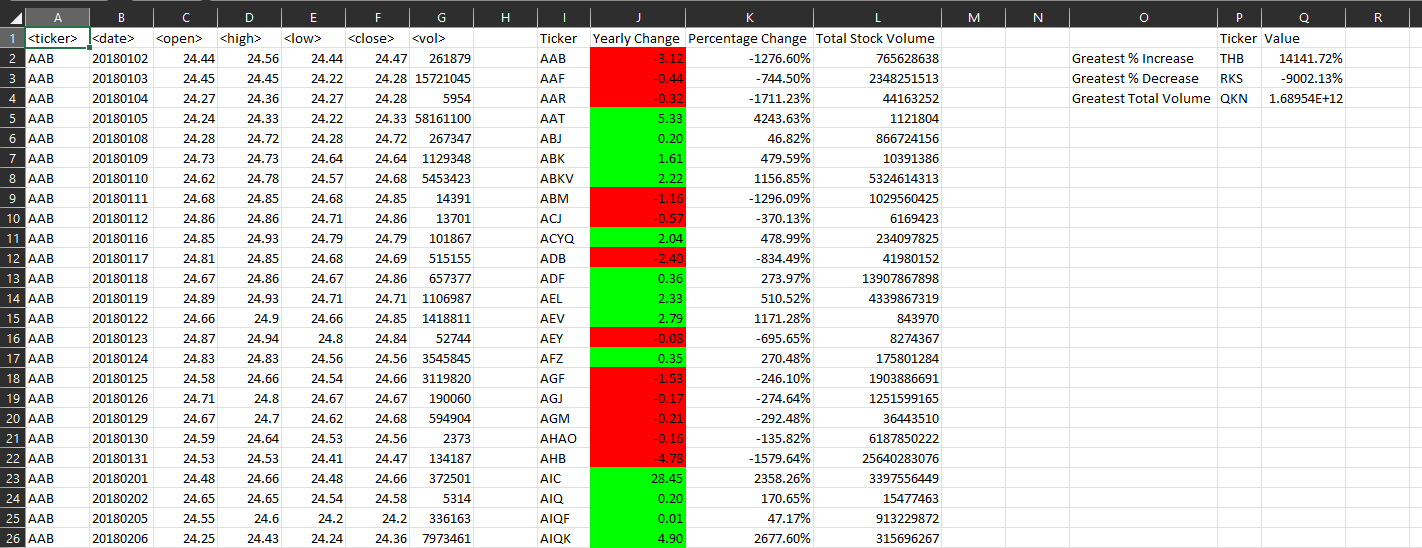 A B C D E F G H I J K L M N O P Q R
1 <ticker> <date> <open> <high> <low> <close> <vol> Ticker Yearly Change Percentage Change Total Stock Volume Ticker Value
2 AAB 20180102 24.44 24.56 24.44 24.47 261879 AAB -3.12 -1276.60% 765628638 Greatest % Increase THB 14141.72%
3 AAB 20180103 24.45 24.45 24.22 24.28 15721045 AAF -0.44 -744.50% 2348251513 Greatest % Decrease RKS -9002.13%
4 AAB 20180104 24.27 24.36 24.27 24.28 5954 AAR -0.32 -1711.23% 44163252 Greatest Total Volume QKN 1.68954E+12
5 AAB 20180105 24.24 24.33 24.22 24.33 58161100 AAT 5.33 4243.63% 1121804
6 AAB 20180108 24.28 24.72 24.28 24.72 267347 ABJ 0.20 46.82% 866724156
7 AAB 20180109 24.73 24.73 24.64 24.64 1129348 ABK 1.61 479.59% 10391386
8 AAB 20180110 24.62 24.78 24.57 24.68 5453423 ABKV 2.22 1156.85% 5324614313
9 AAB 20180111 24.68 24.85 24.68 24.85 14391 ABM -1.16 -1296.09% 1029560425
10 AAB 20180112 24.86 24.86 24.71 24.86 13701 ACJ -0.57 -370.13% 6169423
11 AAB 20180116 24.85 24.93 24.79 24.79 101867 ACYQ 2.04 478.99% 234097825
12 AAB 20180117 24.81 24.85 24.68 24.69 515155 ADB -2.40 -834.49% 41980152
13 AAB 20180118 24.67 24.86 24.67 24.86 657377 ADF 0.36 273.97% 13907867898
14 AAB 20180119 24.89 24.93 24.71 24.71 1106987 AEL 2.33 510.52% 4339867319
15 AAB 20180122 24.66 24.9 24.66 24.85 1418811 AEV 2.79 1171.28% 843970
16 AAB 20180123 24.87 24.94 24.8 24.84 52744 AEY -0.08 -695.65% 8274367
17 AAB 20180124 24.83 24.83 24.56 24.56 3545845 AFZ 0.35 270.48% 175801284
18 AAB 20180125 24.58 24.66 24.54 24.66 3119820 AGF -1.53 -246.10% 1903886691
19 AAB 20180126 24.71 24.8 24.67 24.67 190060 AGJ -0.17 -274.64% 1251599165
20 AAB 20180129 24.67 24.7 24.62 24.68 594904 AGM -0.21 -292.48% 36443510
21 AAB 20180130 24.59 24.64 24.53 24.56 2373 AHAO -0.16 -135.82% 6187850222
22 AAB 20180131 24.53 24.53 24.41 24.47 134187 AHB -4.78 -1579.64% 25640283076
23 AAB 20180201 24.48 24.66 24.48 24.66 372501 AIC 28.45 2358.26% 3397556449
24 AAB 20180202 24.65 24.65 24.54 24.58 5314 AIQ 0.20 170.65% 15477463
25 AAB 20180205 24.55 24.6 24.2 24.2 336163 AIQF 0.01 47.17% 913229872
26 AAB 20180206 24.25 24.43 24.24 24.36 7973461 AIQK 4.90 2677.60% 315696267